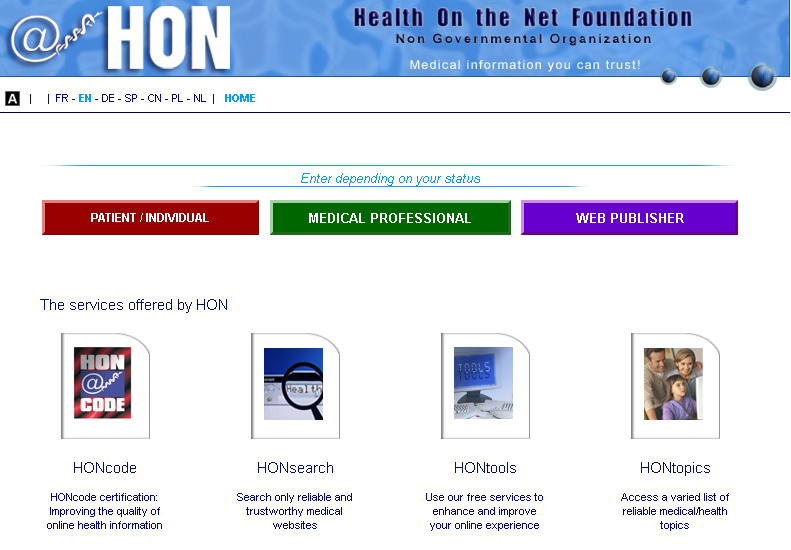 @ HON
Health On the Net Foundation
Non Governmental Organization
Medical information you can trust!
A | | FR - EN - DE - SP - CN - PL - NL | HOME
Enter depending on your status
PATIENT / INDIVIDUAL
MEDICAL PROFESSIONAL
WEB PUBLISHER
The services offered by HON
HON
@
CODE
Health
TOOLS
HONcode
HONsearch
HONtools
HONtopics
HONcode certification:
Improving the quality of
online health information
Search only reliable and
trustworthy medical
websites
Use our free services to
enhance and improve
your online experience
Access a varied list of
reliable medical/health
topics